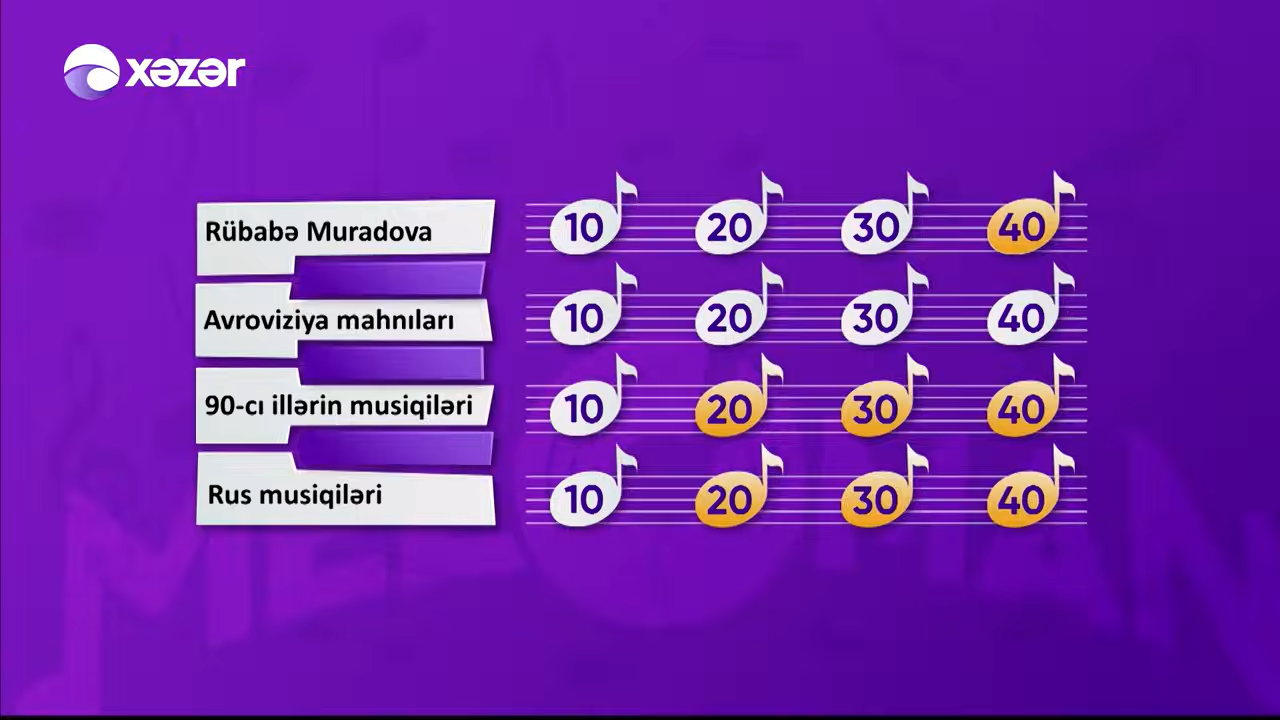 xəzər
Rübabə Muradova 10 20 30 40
Avroviziya mahnıları 10 20 30 40
90-cı illərin musiqiləri 10 20 30 40
Rus musiqiləri 10 20 30 40
MELOMAN